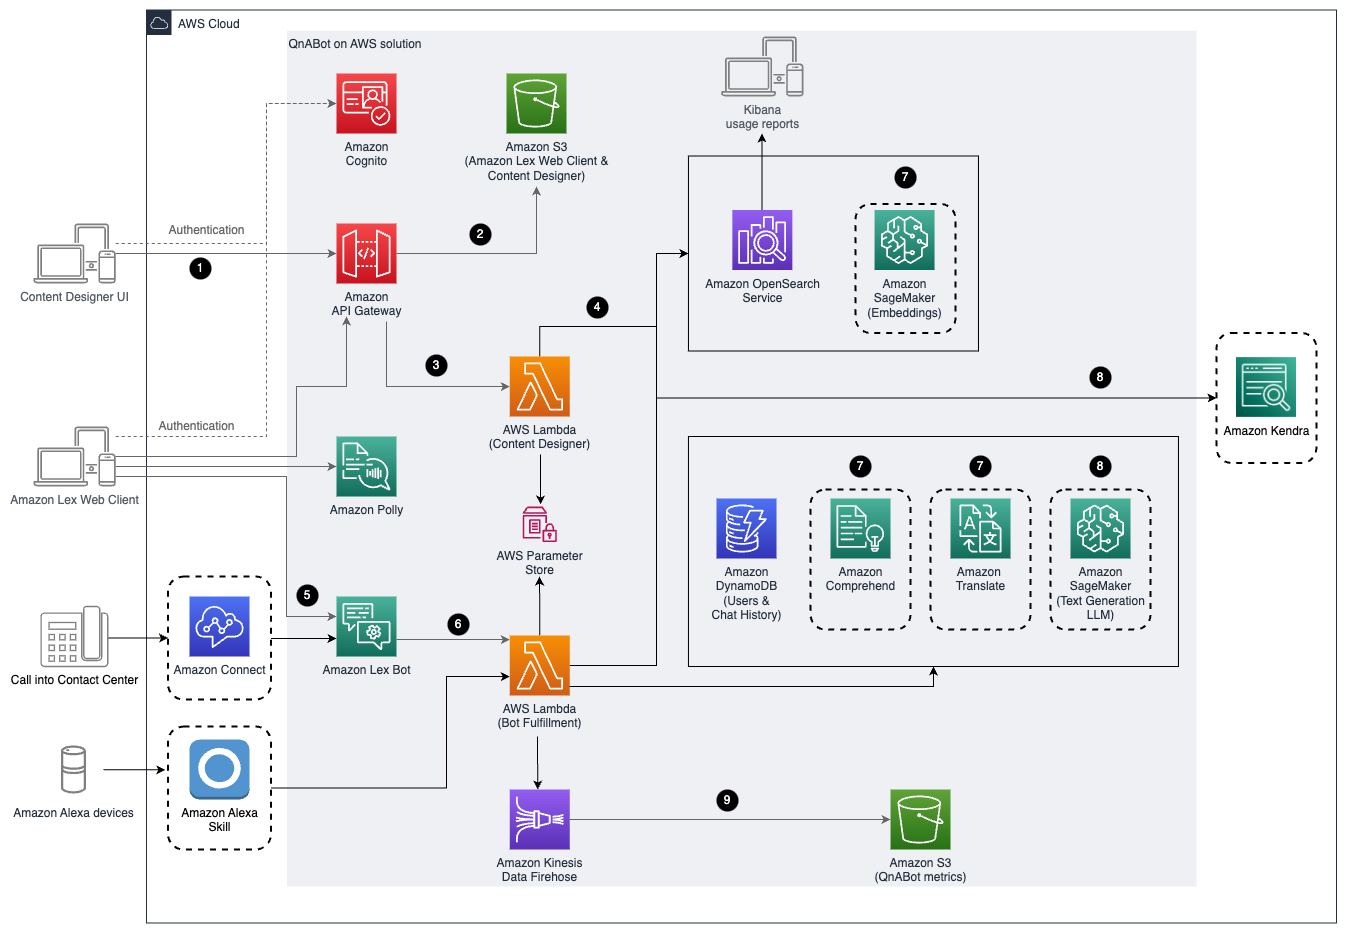 AWS Cloud
QnABot on AWS solution
Amazon
Cognito
Amazon S3
(Amazon Lex Web Client &
Content Designer)
Kibana
usage reports
7
Authentication
2
1
Content Designer UI
Amazon
API Gateway
Amazon OpenSearch
Service
Amazon
SageMaker
(Embeddings)
4
3
8
AWS Lambda
(Content Designer)
Amazon Kendra
Authentication
Amazon Lex Web Client
Amazon Polly
7
7
8
A
文
AWS Parameter
Store
Amazon
DynamoDB
(Users &
Chat History)
Amazon
Comprehend
Amazon
Translate
Amazon
SageMaker
(Text Generation
LLM)
5
6
Call into Contact Center
Amazon Connect
Amazon Lex Bot
AWS Lambda
(Bot Fulfillment)
Amazon Alexa devices
Amazon Alexa
Skill
9
Amazon Kinesis
Data Firehose
Amazon S3
(QnABot metrics)